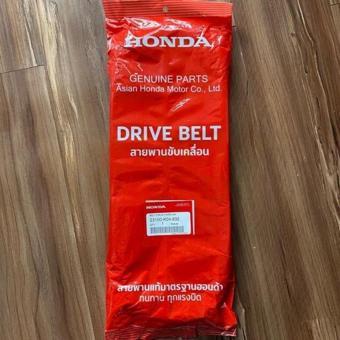 HONDA
GENUINE PARTS
Asian Honda Motor Co., Ltd.
DRIVE BELT
สายพานขับเคลื่อน
HONDA
สายพานแท้มาตรฐานฮอนด้า
ทนทาน ทุกแรงบิด